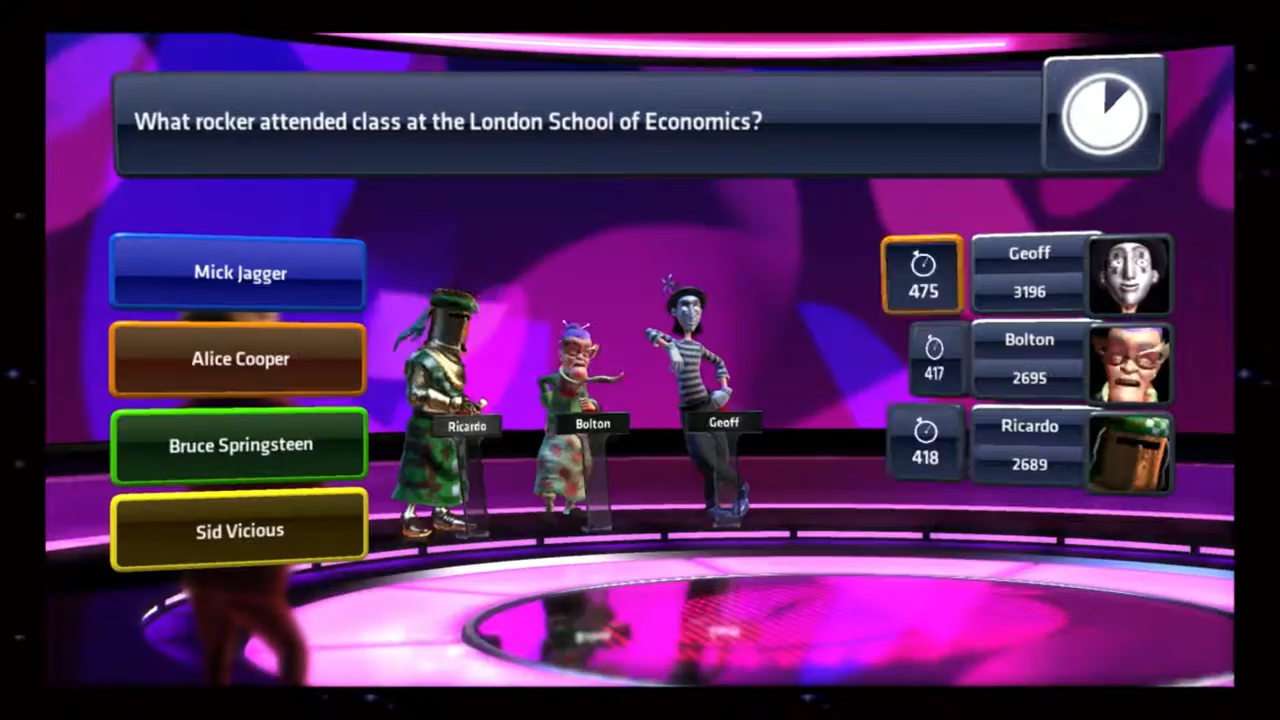 What rocker attended class at the London School of Economics?
Mick Jagger
Alice Cooper
Bruce Springsteen
Sid Vicious
475
Geoff
3196
417
Bolton
2695
418
Ricardo
2689
Ricardo
Bolton
Geoff